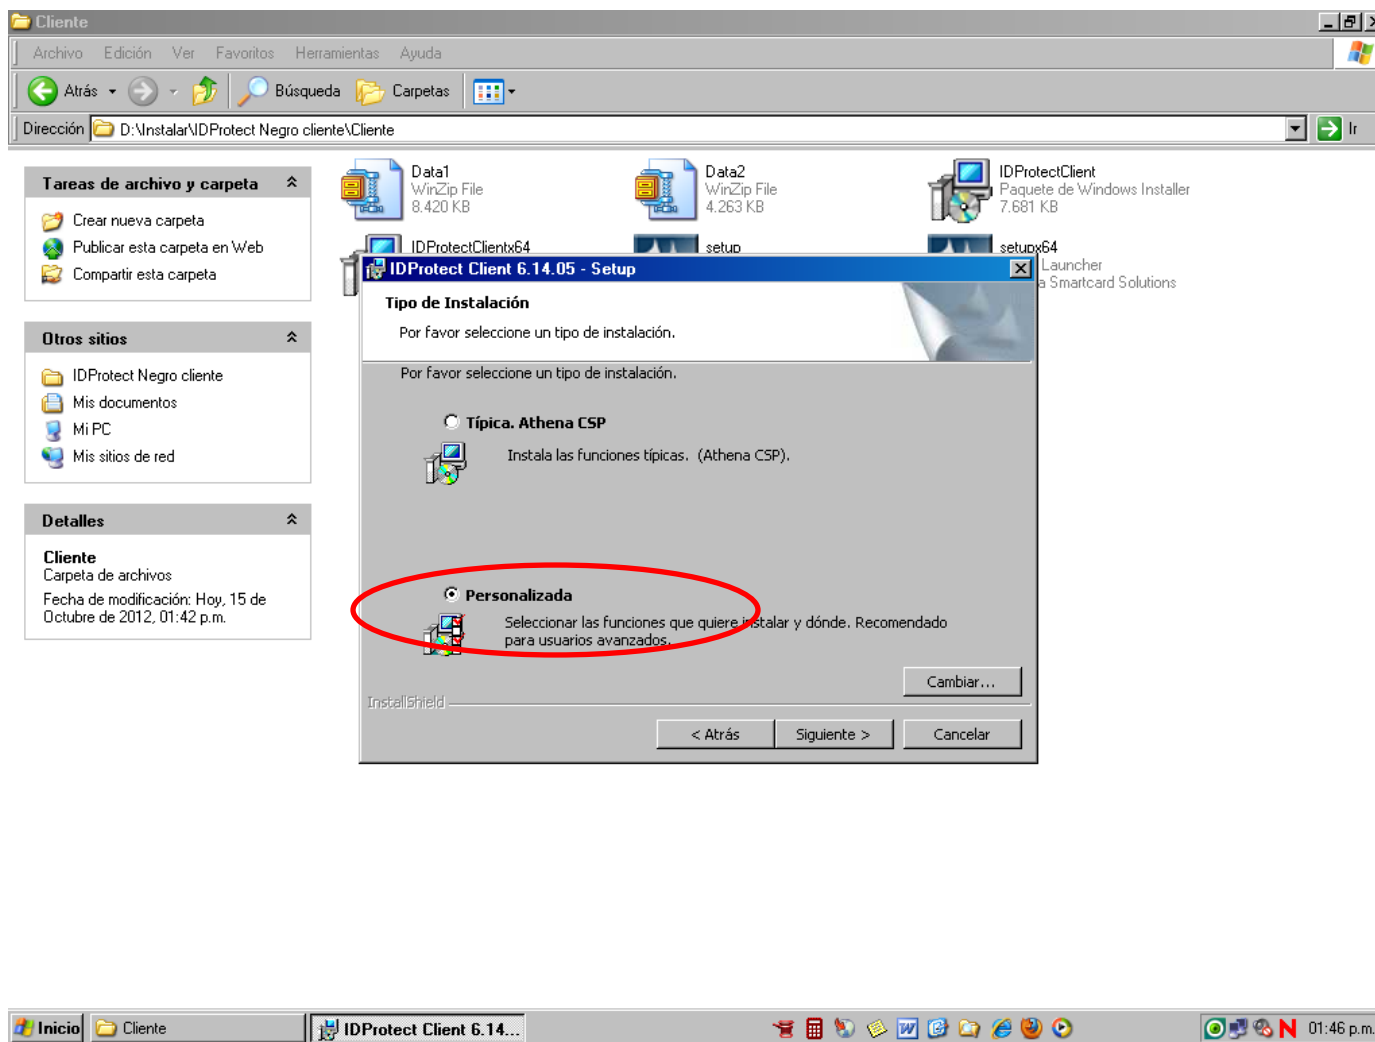 Cliente
Archivo Edición Ver Favoritos Herramientas Ayuda
Atrás Búsqueda Carpetas
Dirección D:\Instalar\IDProtect Negro cliente\Cliente Ir
Tareas de archivo y carpeta
Crear nueva carpeta
Publicar esta carpeta en Web
Compartir esta carpeta
Otros sitios
IDProtect Negro cliente
Mis documentos
Mi PC
Mis sitios de red
Detalles
Cliente
Carpeta de archivos
Fecha de modificación: Hoy, 15 de
Octubre de 2012, 01:42 p.m.
Data1
WinZip File
8.420 KB
Data2
WinZip File
4.263 KB
IDProtectClient
Paquete de Windows Installer
7.681 KB
IDProtectClientx64
setup
setupx64
Launcher
a Smartcard Solutions
IDProtect Client 6.14.05 - Setup
Tipo de Instalación
Por favor seleccione un tipo de instalación.
Por favor seleccione un tipo de instalación.
Típica. Athena CSP
Instala las funciones típicas. (Athena CSP).
Personalizada
Seleccionar las funciones que quiere instalar y dónde. Recomendado
para usuarios avanzados.
Cambiar...
InstallShield
< Atrás Siguiente > Cancelar
Inicio Cliente IDProtect Client 6.14... 01:46 p.m.